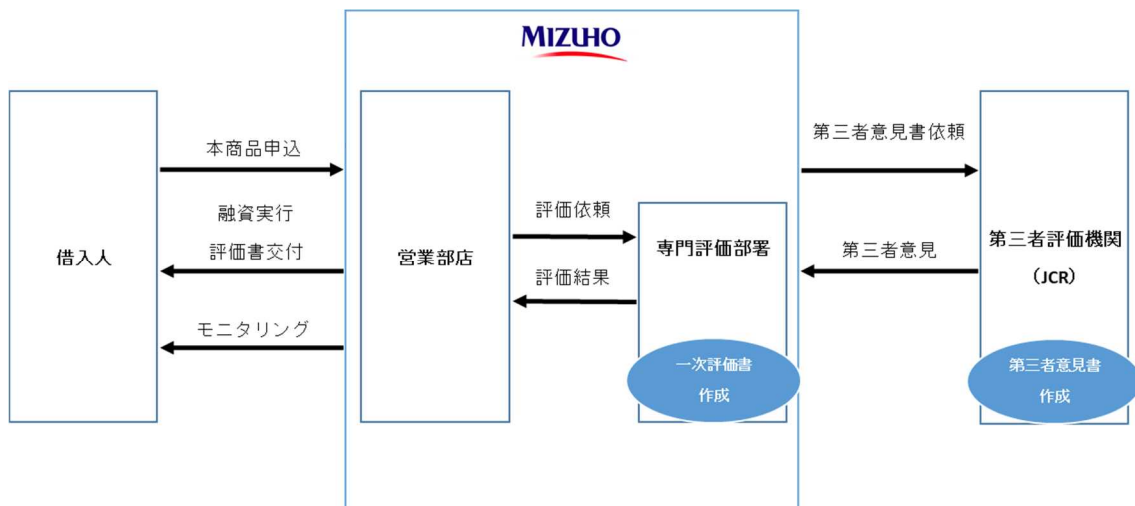 MIZUHO
本商品申込
融資実行
評価書交付
モニタリング
借入人
営業部店
評価依頼
評価結果
専門評価部署
一次評価書
作成
第三者意見書依頼
第三者意見
第三者評価機関
（JCR）
第三者意見書
作成